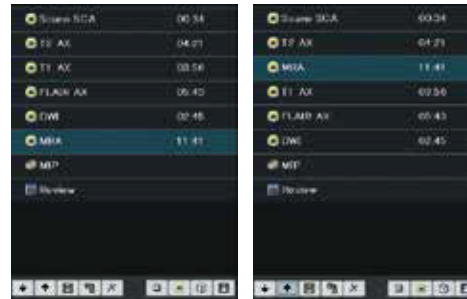 Scano SCA 00:34
T2 AX 04:21
T1 AX 03:56
FLAIR AX 05:43
DWI 02:45
MRA 11:41
MIP
Review
Scano SCA 00:34
T2 AX 04:21
MRA 11:41
T1 AX 03:56
FLAIR AX 05:43
DWI 02:45
MIP
Review